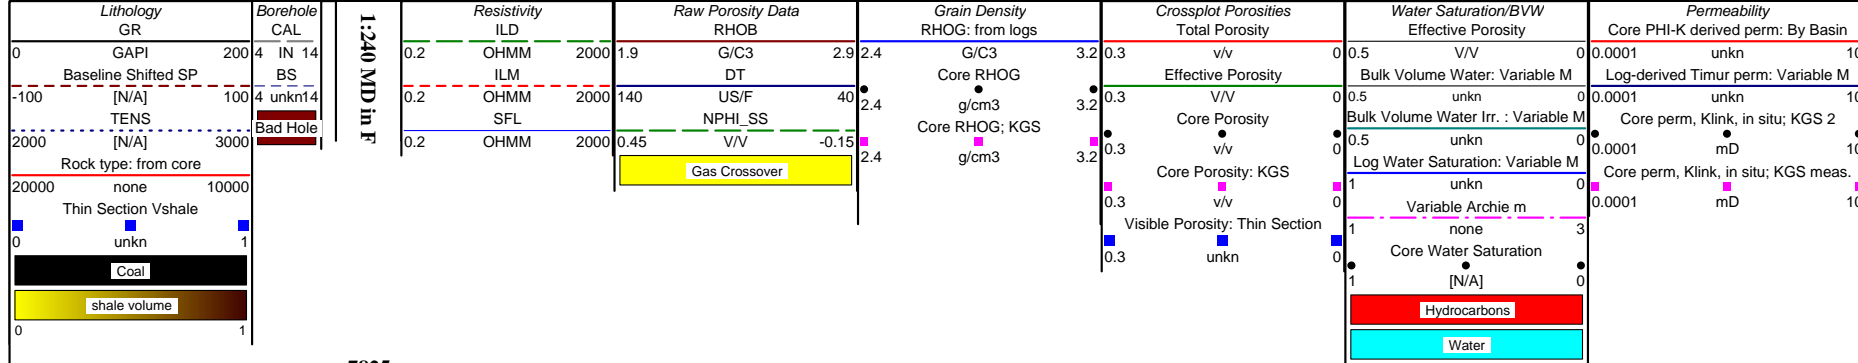 Lithology
GR
0 GAPI 200
Baseline Shifted SP
-100 [N/A] 100
TENS
2000 [N/A] 3000
Rock type: from core
20000 none 10000
Thin Section Vshale
0 unkn 1
Coal
shale volume
0 1
Borehole
CAL
4 IN 14
BS
4 unkn14
Bad Hole
1:240 MD in F
Resistivity
ILD
0.2 OHMM 2000
ILM
0.2 OHMM 2000
SFL
0.2 OHMM 2000
Raw Porosity Data
RHOB
1.9 G/C3 2.9
DT
140 US/F 40
NPHI_SS
0.45 V/V -0.15
Gas Crossover
Grain Density
RHOG: from logs
2.4 G/C3 3.2
Core RHOG
2.4 g/cm3 3.2
Core RHOG; KGS
2.4 g/cm3 3.2
Crossplot Porosities
Total Porosity
0.3 v/v 0
Effective Porosity
0.3 V/V 0
Core Porosity
0.3 v/v 0
Core Porosity: KGS
0.3 v/v 0
Visible Porosity: Thin Section
0.3 unkn 0
Water Saturation/BVW
Effective Porosity
0.5 V/V 0
Bulk Volume Water: Variable M
0.5 unkn 0
Bulk Volume Water Irr. : Variable M
0.5 unkn 0
Log Water Saturation: Variable M
1 unkn 0
Variable Archie m
1 none 3
Core Water Saturation
1 [N/A] 0
Hydrocarbons
Water
Permeability
Core PHI-K derived perm: By Basin
0.0001 unkn 10
Log-derived Timur perm: Variable M
0.0001 unkn 10
Core perm, Klink, in situ; KGS 2
0.0001 mD 10
Core perm, Klink, in situ; KGS meas.
0.0001 mD 10